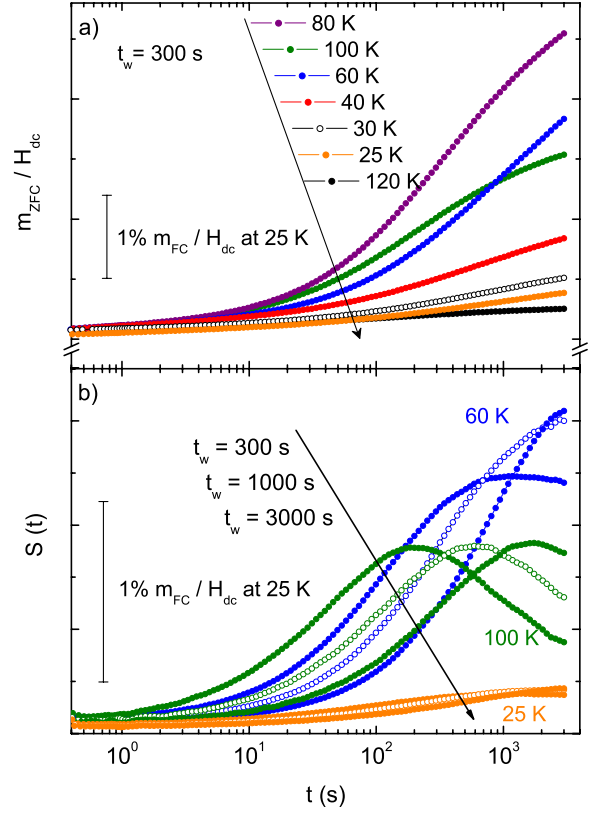 a)
t_w = 300 s
80 K
100 K
60 K
40 K
30 K
25 K
120 K
m_ZFC / H_dc
1% m_FC / H_dc at 25 K
b)
60 K
t_w = 300 s
t_w = 1000 s
t_w = 3000 s
S (t)
1% m_FC / H_dc at 25 K
100 K
25 K
10^0 10^1 10^2 10^3
t (s)